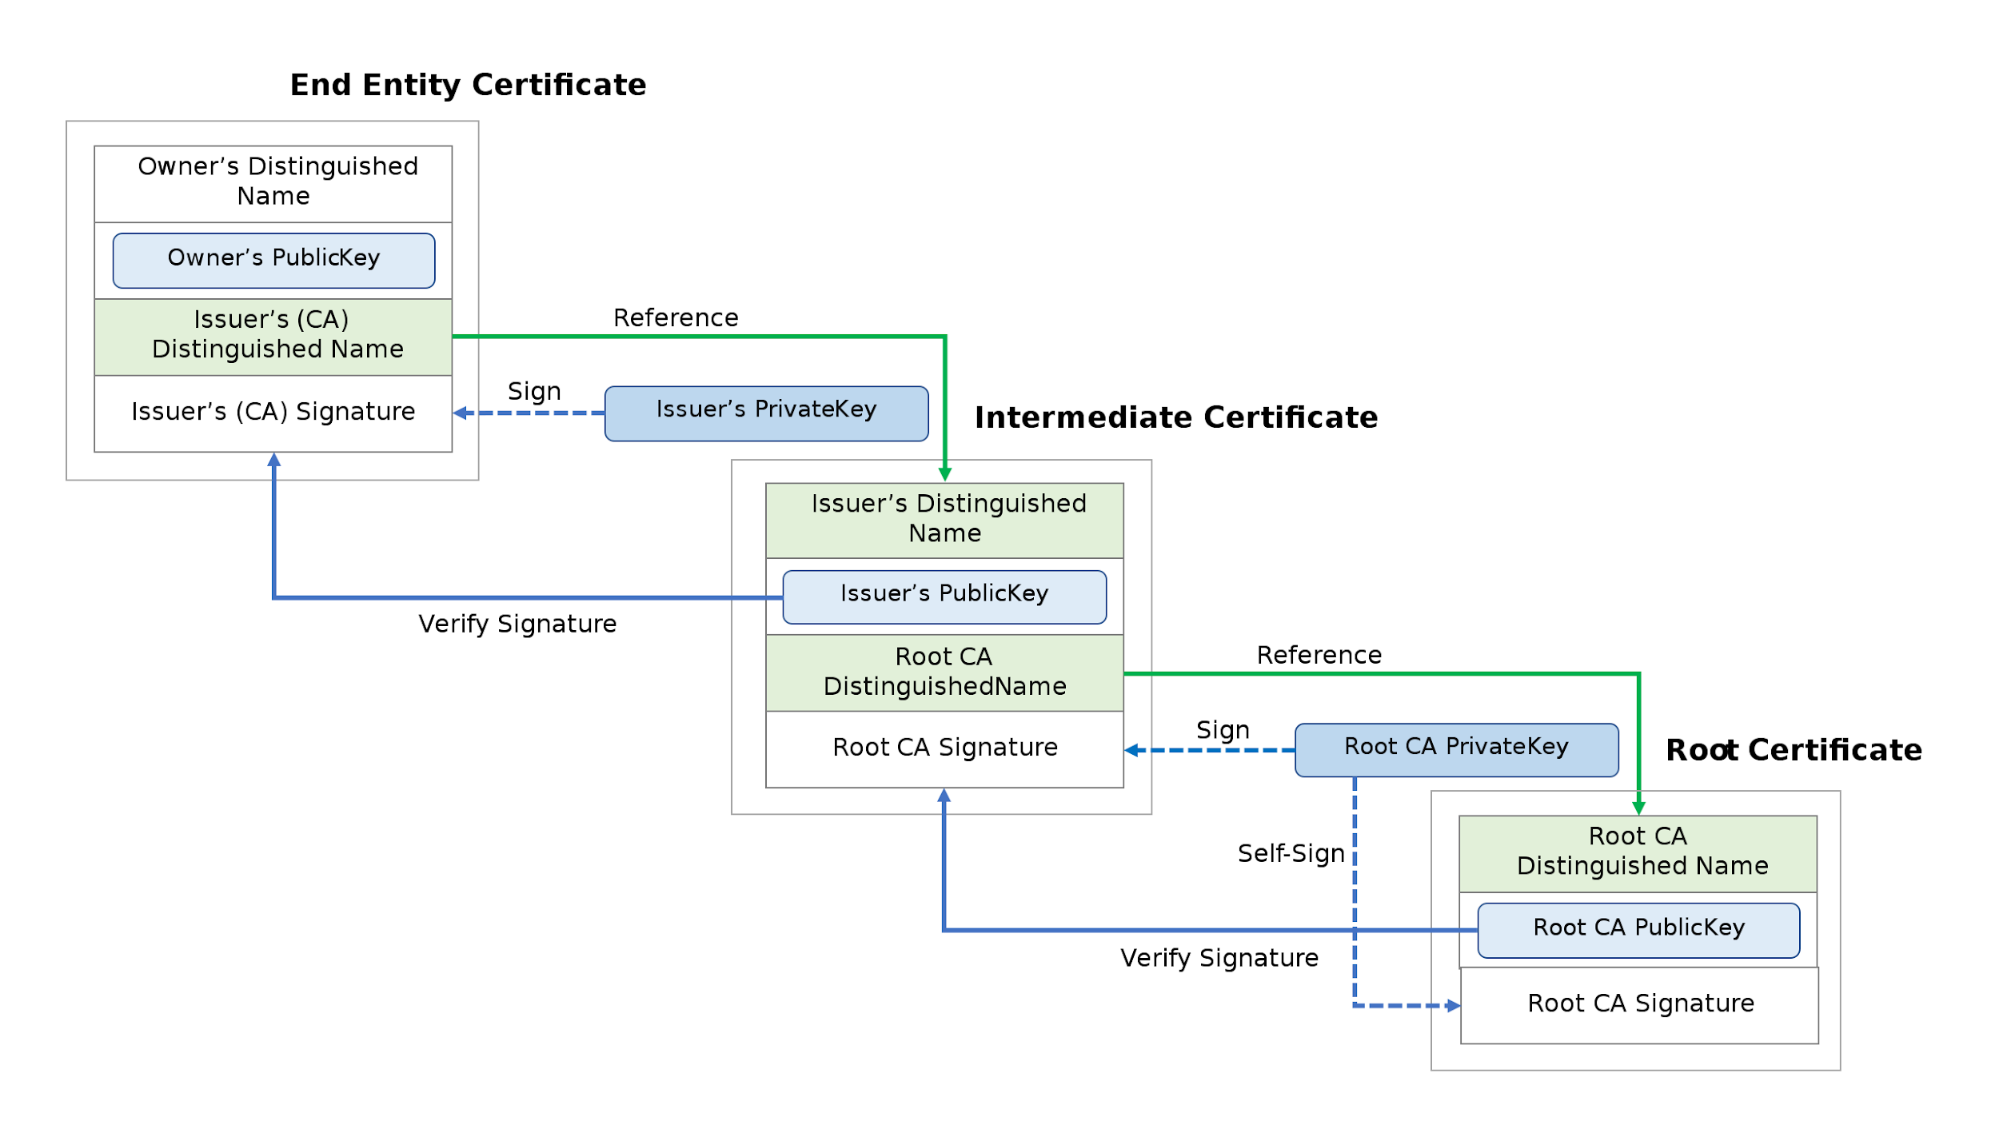 End Entity Certificate
Owner’s Distinguished
Name
Owner’s PublicKey
Issuer’s (CA)
Distinguished Name
Issuer’s (CA) Signature
Reference
Sign
Issuer’s PrivateKey
Verify Signature
Intermediate Certificate
Issuer’s Distinguished
Name
Issuer’s PublicKey
Root CA
DistinguishedName
Root CA Signature
Reference
Sign
Root CA PrivateKey
Self-Sign
Verify Signature
Root Certificate
Root CA
Distinguished Name
Root CA PublicKey
Root CA Signature